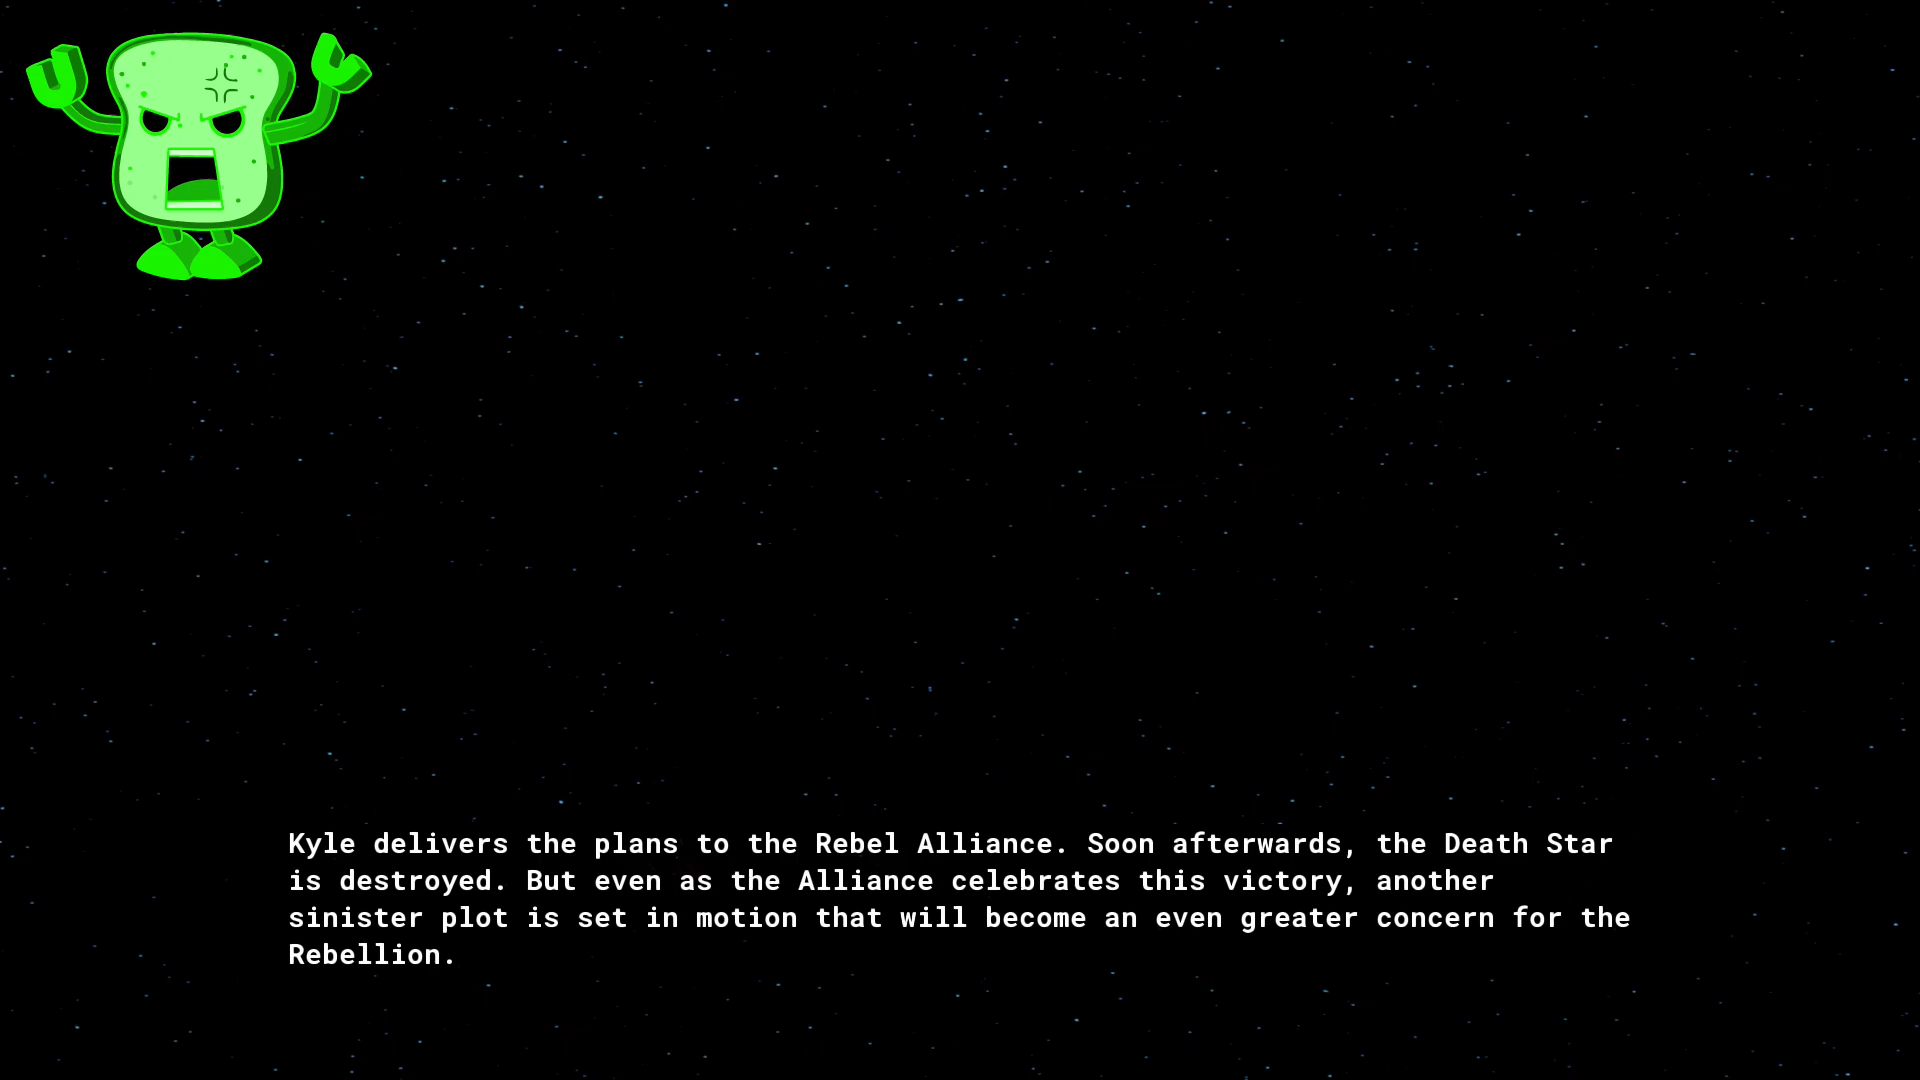 Kyle delivers the plans to the Rebel Alliance. Soon afterwards, the Death Star
is destroyed. But even as the Alliance celebrates this victory, another
sinister plot is set in motion that will become an even greater concern for the
Rebellion.